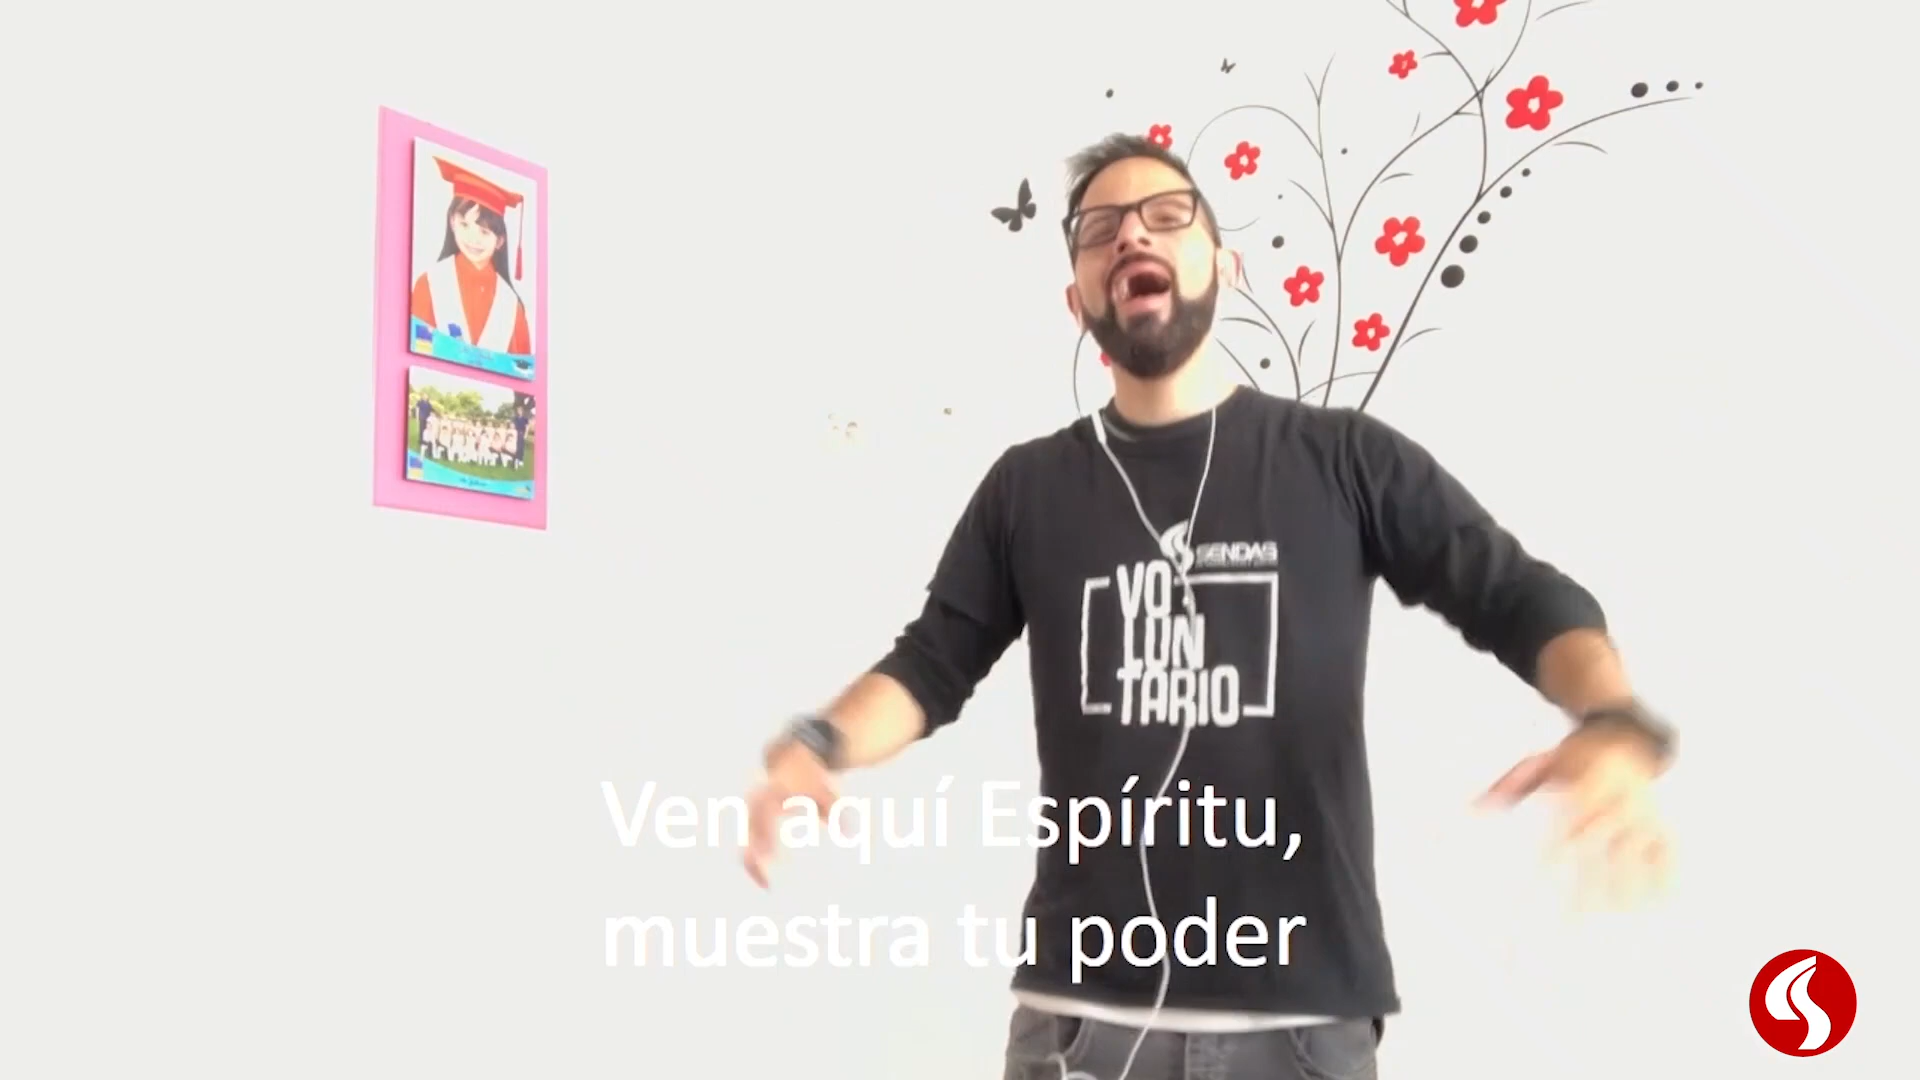 SENDAS
VO
LUN
TARIO
Ven aquí Espíritu,
muestra tu poder